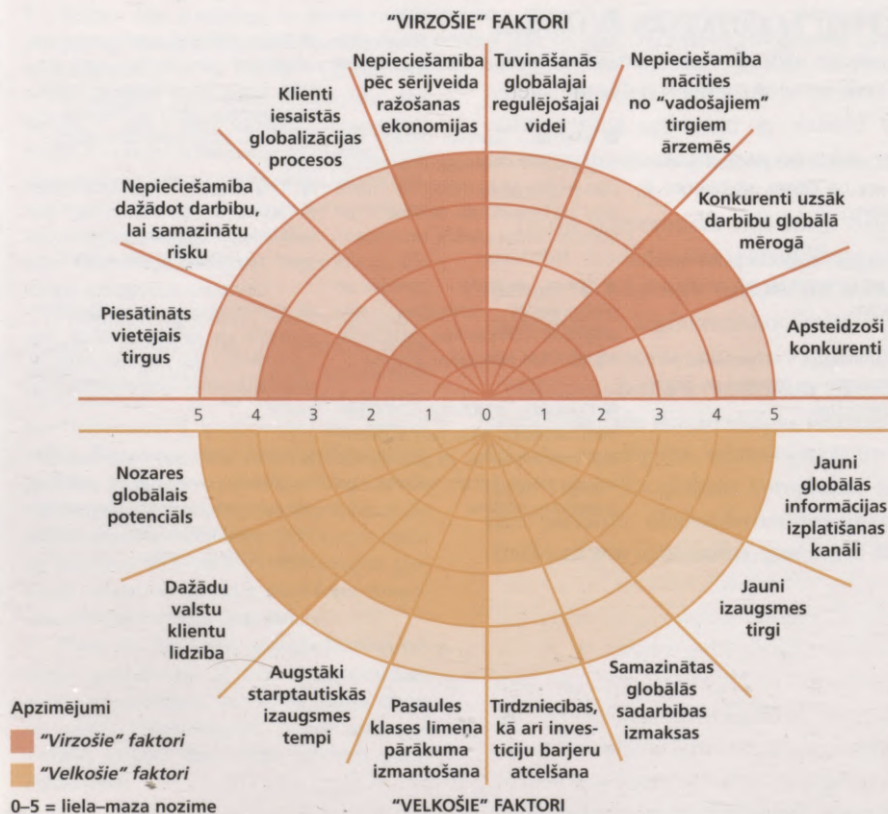 "VIRZOŠIE" FAKTORI
Nepieciešamība
pēc sērijveida
ražošanas
ekonomijas
Tuvināšanās
globālajai
regulējošajai
videi
Nepieciešamība
mācīties
no "vadošajiem"
tirgiem
ārzemēs
Klienti
iesaistās
globalizācijas
procesos
Nepieciešamība
dažādot darbību,
lai samazinātu
risku
Konkurenti uzsāk
darbību globālā
mērogā
Piesātināts
vietējais
tirgus
Apsteidzoši
konkurenti
5 4 3 2 1 0 1 2 3 4 5
Nozares
globālais
potenciāls
Jauni
globālās
informācijas
izplatīšanas
kanāli
Dažādu
valstu
klientu
līdzība
Jauni
izaugsmes
tirgi
Augstāki
starptautiskās
izaugsmes
tempi
Pasaules
klases līmeņa
pārākuma
izmantošana
Tirdzniecības,
kā arī inves-
tīciju barjeru
atcelšana
Samazinātas
globālās
sadarbības
izmaksas
Apzīmējumi
"Virzošie" faktori
"Velkošie" faktori
0–5 = liela–maza nozīme
"VELKOŠIE" FAKTORI